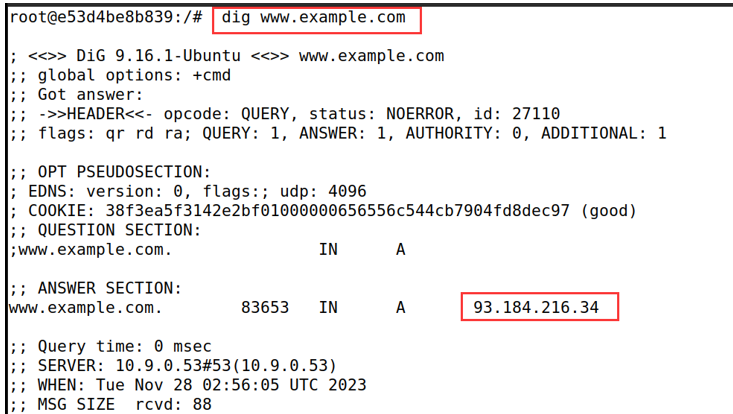 root@e53d4be8b839:/# dig www.example.com
; <<>> DiG 9.16.1-Ubuntu <<>> www.example.com
;; global options: +cmd
;; Got answer:
;; ->>HEADER<<- opcode: QUERY, status: NOERROR, id: 27110
;; flags: qr rd ra; QUERY: 1, ANSWER: 1, AUTHORITY: 0, ADDITIONAL: 1
;; OPT PSEUDOSECTION:
; EDNS: version: 0, flags:; udp: 4096
; COOKIE: 38f3ea5f3142e2bf01000000656556c544cb7904fd8dec97 (good)
;; QUESTION SECTION:
;www.example.com. IN A
;; ANSWER SECTION:
www.example.com. 83653 IN A 93.184.216.34
;; Query time: 0 msec
;; SERVER: 10.9.0.53#53(10.9.0.53)
;; WHEN: Tue Nov 28 02:56:05 UTC 2023
;; MSG SIZE rcvd: 88